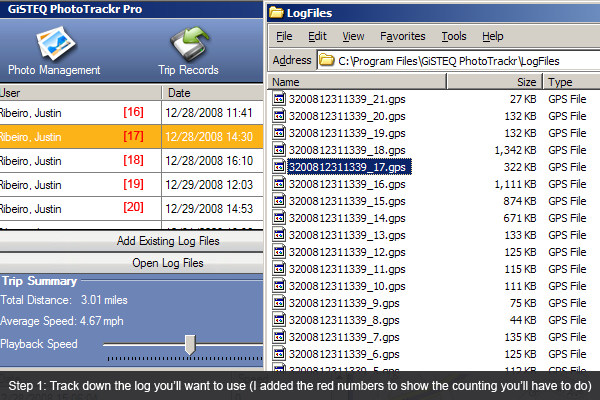 GiSTEQ PhotoTrackr Pro
Photo Management
Trip Records
User
Date
Ribeiro, Justin [16] 12/28/2008 11:41
Ribeiro, Justin [17] 12/28/2008 14:30
Ribeiro, Justin [18] 12/28/2008 16:10
Ribeiro, Justin [19] 12/29/2008 12:03
Ribeiro, Justin [20] 12/29/2008 14:53
Add Existing Log Files
Open Log Files
Trip Summary
Total Distance: 3.01 miles
Average Speed: 4.67 mph
Playback Speed
LogFiles
File Edit View Favorites Tools Help
Address C:\Program Files\GiSTEQ PhotoTrackr\LogFiles
Name Size Type
3200812311339_21.gps 27 KB GPS File
3200812311339_20.gps 132 KB GPS File
3200812311339_19.gps 132 KB GPS File
3200812311339_18.gps 1,342 KB GPS File
3200812311339_17.gps 322 KB GPS File
3200812311339_16.gps 1,111 KB GPS File
3200812311339_15.gps 874 KB GPS File
3200812311339_14.gps 671 KB GPS File
3200812311339_13.gps 133 KB GPS File
3200812311339_12.gps 125 KB GPS File
3200812311339_11.gps 115 KB GPS File
3200812311339_10.gps 111 KB GPS File
3200812311339_9.gps 75 KB GPS File
3200812311339_8.gps 44 KB GPS File
3200812311339_7.gps 135 KB GPS File
3200812311339_6.gps 125 KB GPS File
Step 1: Track down the log you'll want to use (I added the red numbers to show the counting you'll have to do)